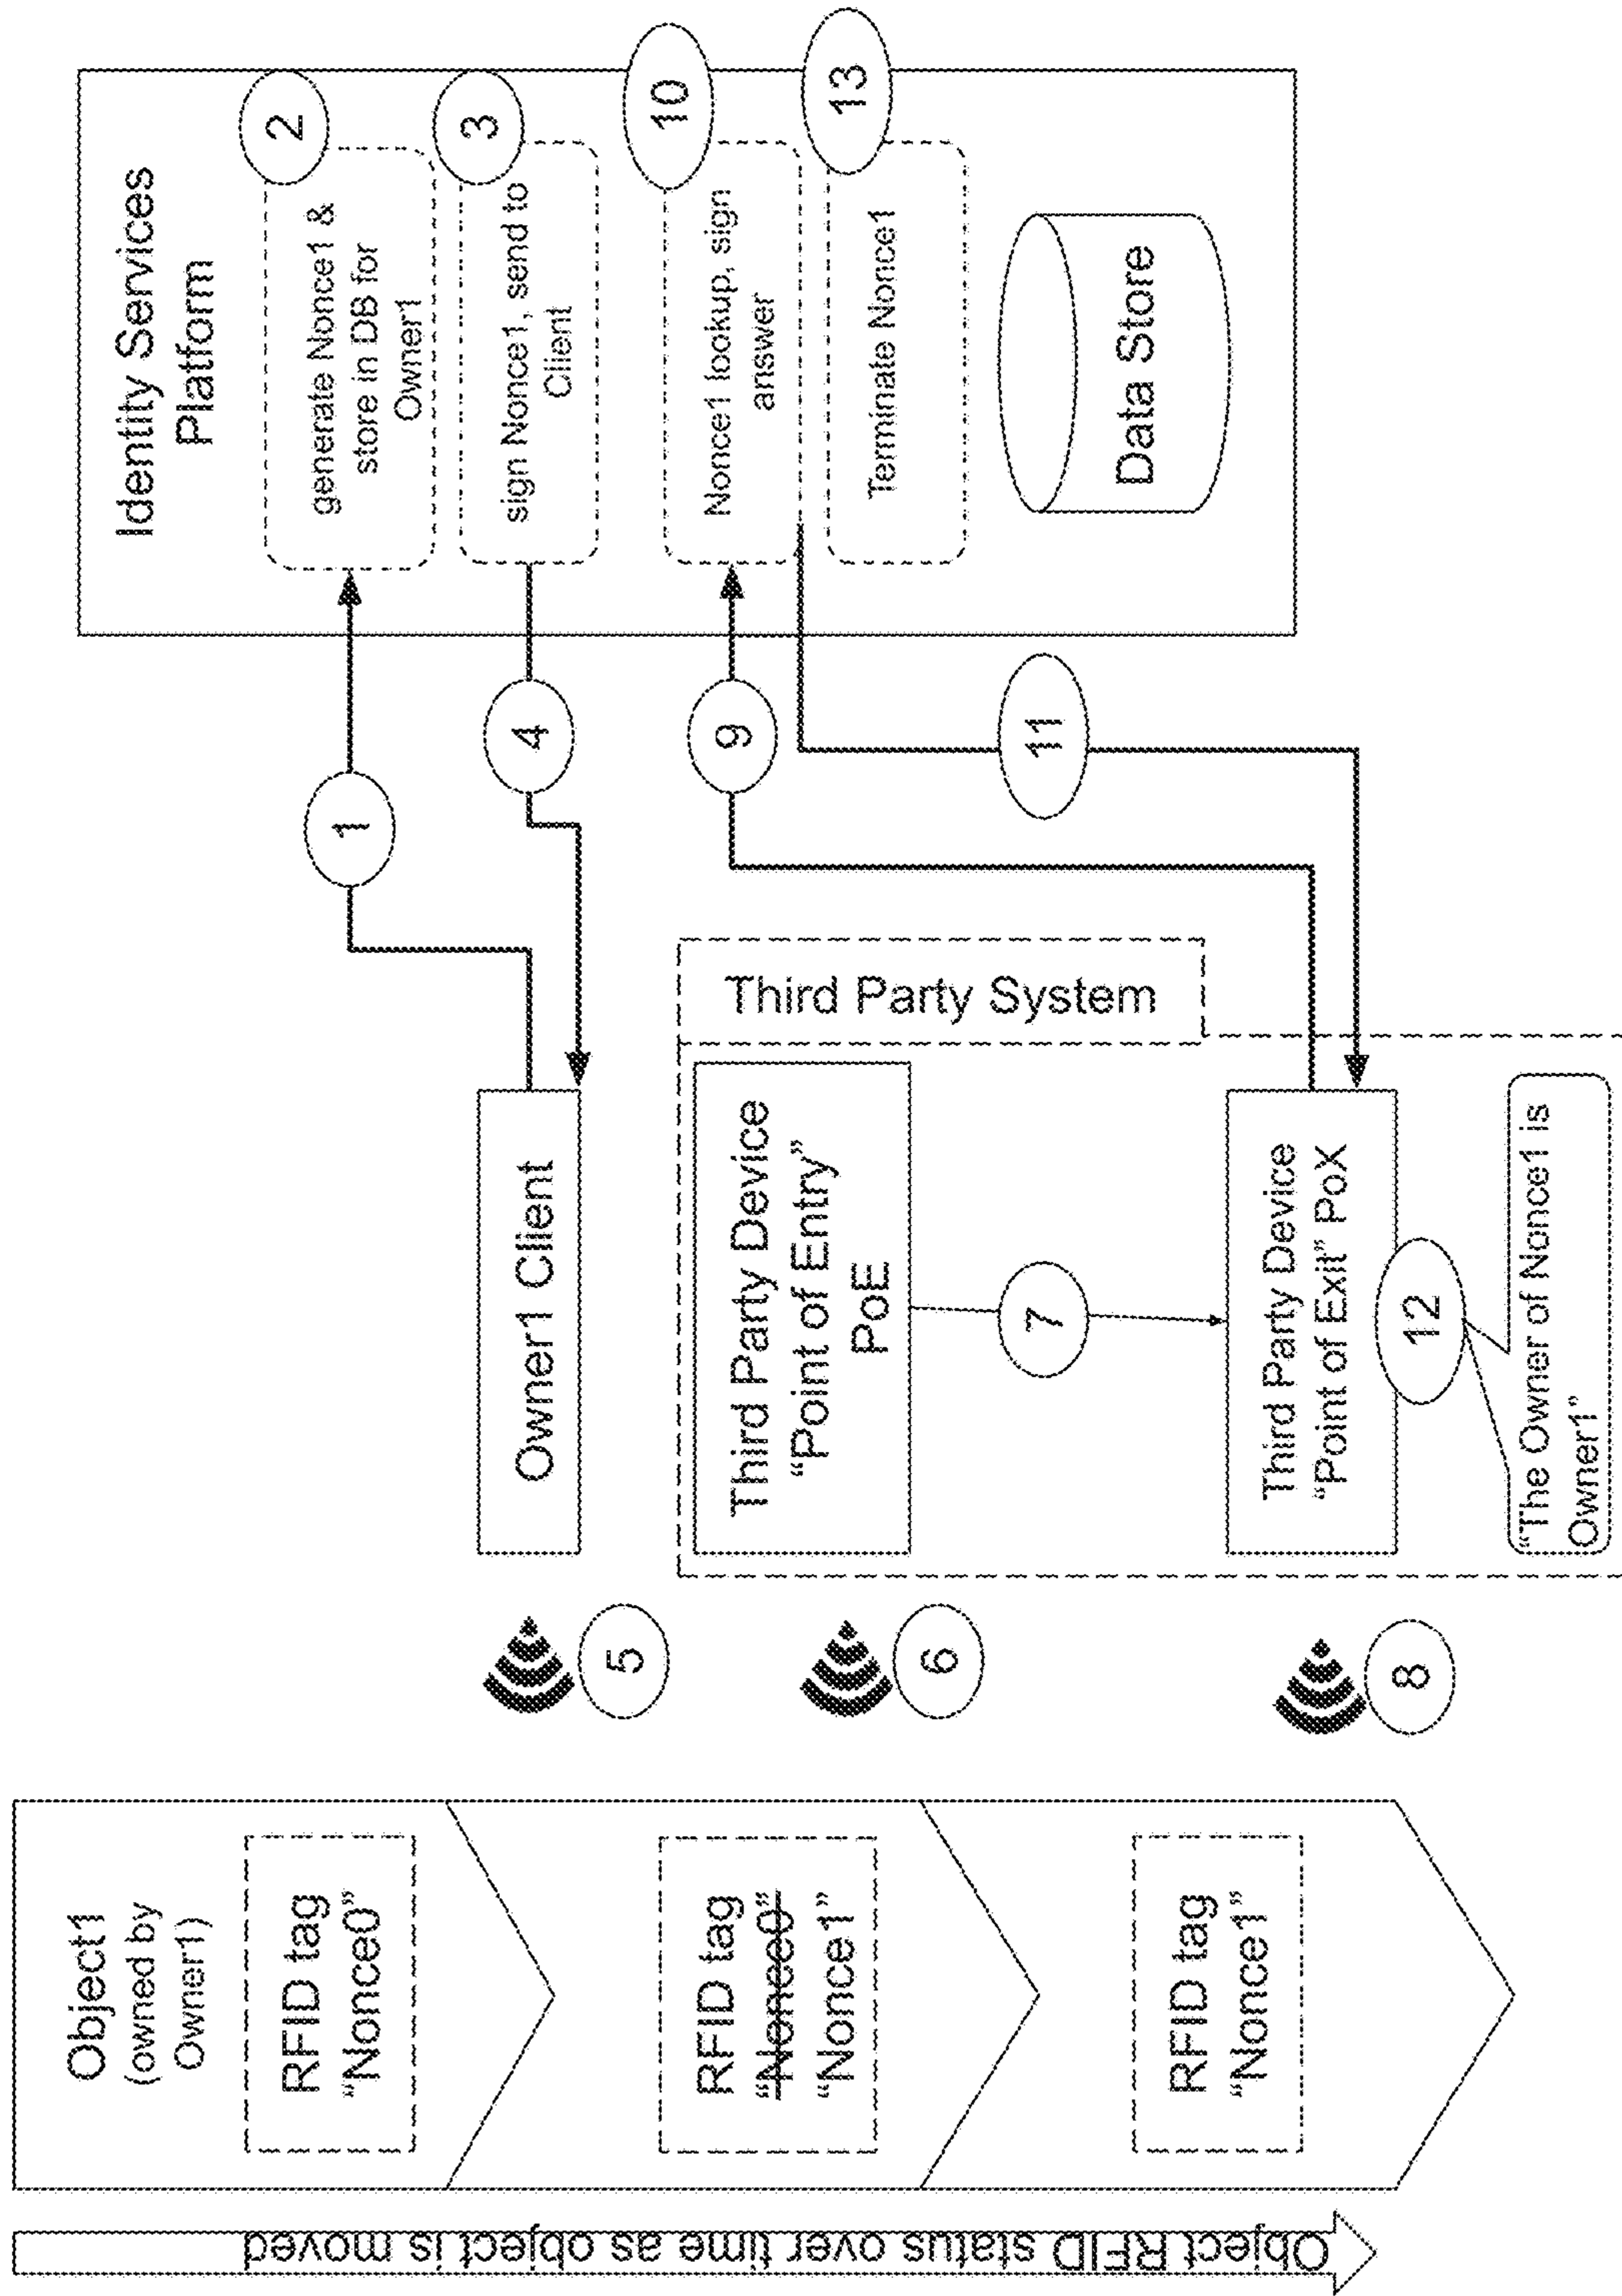 Object RFID status over time as object is moved
Object1
(owned by
Owner1)
RFID tag
“Nonce0”
RFID tag
“Nonce0”
“Nonce1”
RFID tag
“Nonce1”
5
6
8
Owner1 Client
Third Party System
Third Party Device
“Point of Entry”
PoE
7
Third Party Device
“Point of Exit” PoX
12
“The Owner of Nonce1 is
Owner1”
1
4
9
11
Identity Services
Platform
2
generate Nonce1 &
store in DB for
Owner1
3
sign Nonce1, send to
Client
10
Nonce1 lookup, sign
answer
13
Terminate Nonce1
Data Store